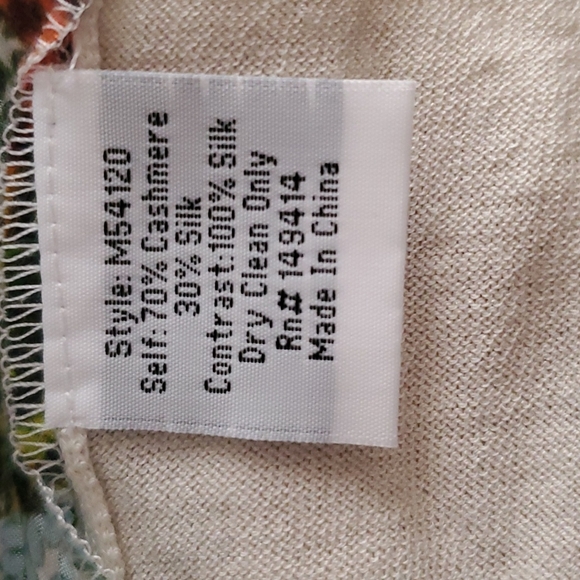 Style: M54120
Self:70% Cashmere
30% Silk
Contrast:100% Silk
Dry Clean Only
Rn# 149414
Made In China